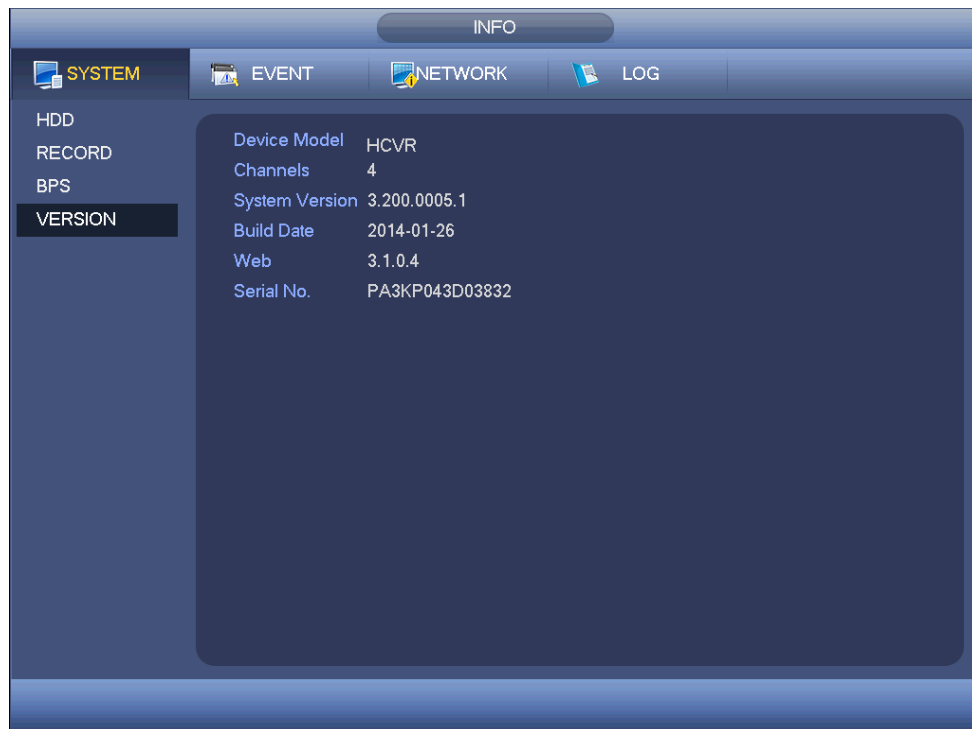 INFO
SYSTEM EVENT NETWORK LOG
HDD
RECORD
BPS
VERSION
Device Model HCVR
Channels 4
System Version 3.200.0005.1
Build Date 2014-01-26
Web 3.1.0.4
Serial No. PA3KP043D03832